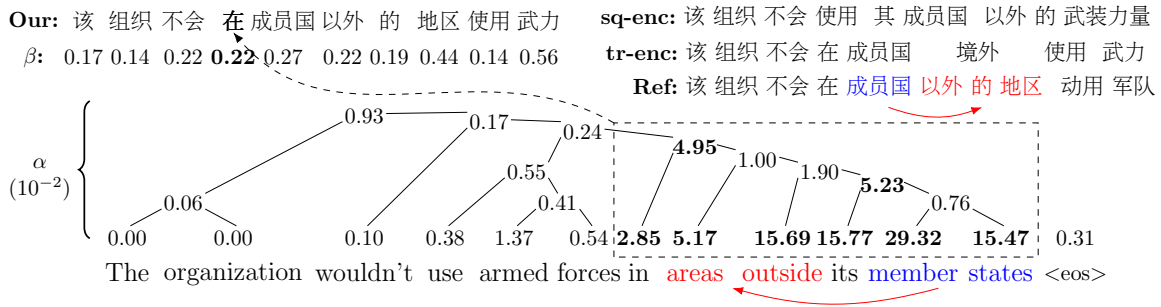 Our: 该 组织 不会 在 成员国 以外 的 地区 使用 武力
β: 0.17 0.14 0.22 0.22 0.27 0.22 0.19 0.44 0.14 0.56
sq-enc: 该 组织 不会 使用 其 成员国 以外 的 武装力量
tr-enc: 该 组织 不会 在 成员国 境外 使用 武力
Ref: 该 组织 不会 在 成员国 以外 的 地区 动用 军队
α
(10⁻²)
0.93 0.17 0.24
4.95
1.00
0.55 1.90
5.23
0.06 0.41 0.76
0.00 0.00 0.10 0.38 1.37 0.54 2.85 5.17 15.69 15.77 29.32 15.47 0.31
The organization wouldn't use armed forces in areas outside its member states <eos>